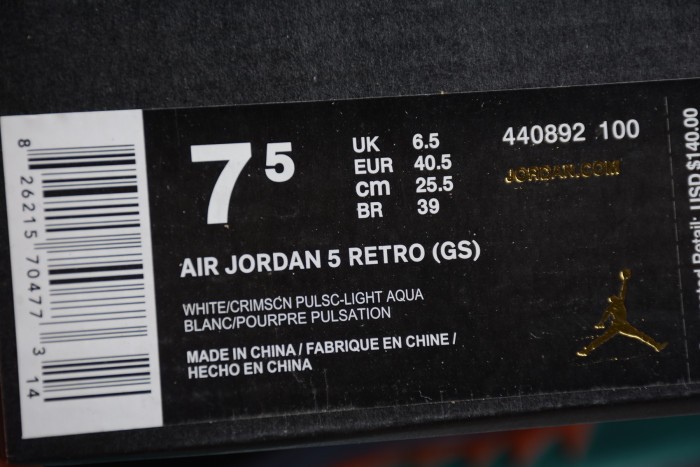 8 26215 70477 3 14
7 5
UK 6.5
EUR 40.5
cm 25.5
BR 39
440892 100
JORDAN.COM
AIR JORDAN 5 RETRO (GS)
WHITE/CRIMSCN PULSC-LIGHT AQUA
BLANC/POURPRE PULSATION
MADE IN CHINA / FABRIQUE EN CHINE /
HECHO EN CHINA
Retail: USD $140.00